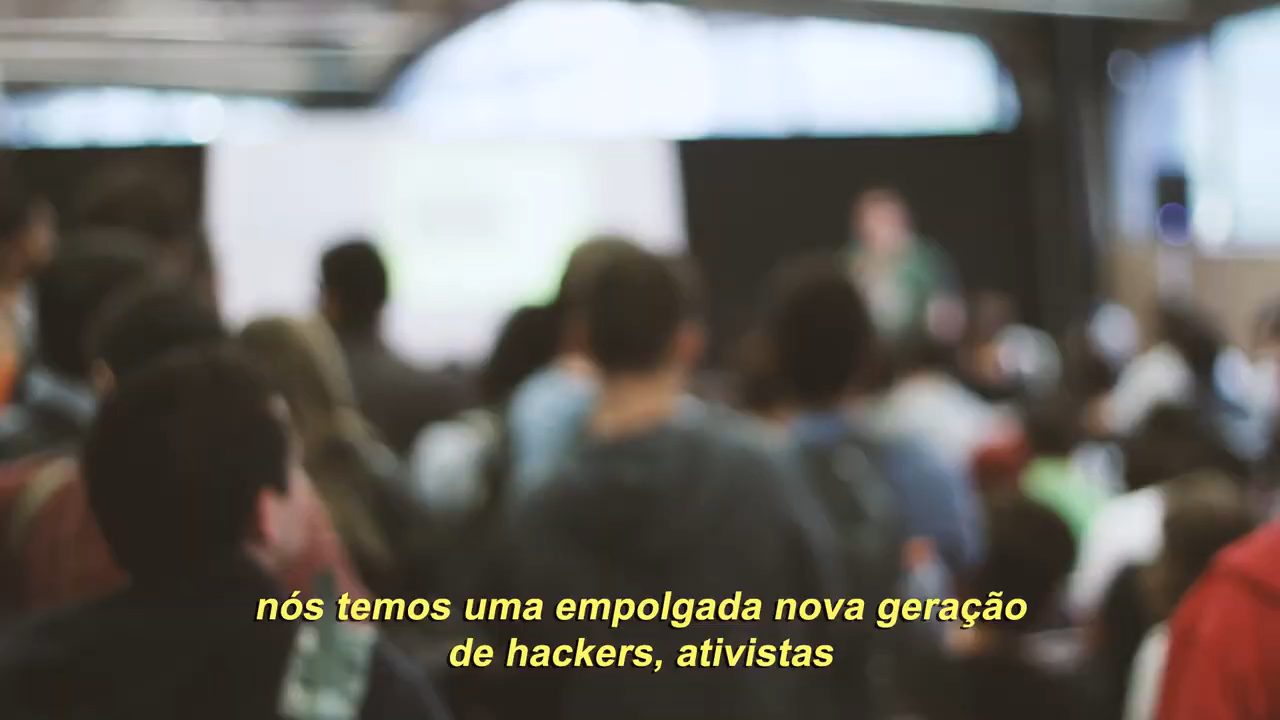 nós temos uma empolgada nova geração
de hackers, ativistas